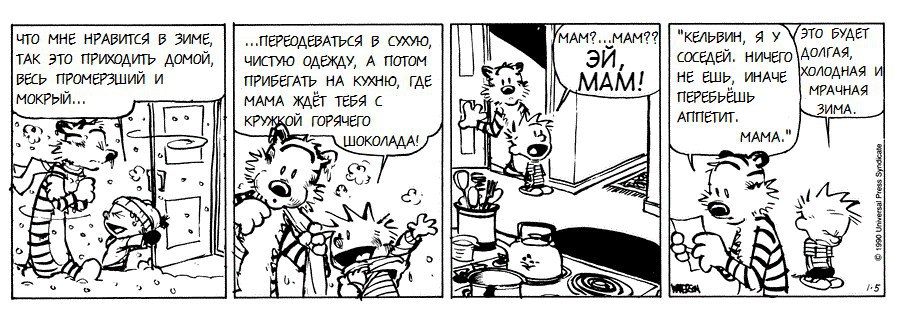 ЧТО МНЕ НРАВИТСЯ В ЗИМЕ,
ТАК ЭТО ПРИХОДИТЬ ДОМОЙ,
ВЕСЬ ПРОМЕРЗШИЙ И
МОКРЫЙ...
...ПЕРЕОДЕВАТЬСЯ В СУХУЮ,
ЧИСТУЮ ОДЕЖДУ, А ПОТОМ
ПРИБЕГАТЬ НА КУХНЮ, ГДЕ
МАМА ЖДЁТ ТЕБЯ С
КРУЖКОЙ ГОРЯЧЕГО
ШОКОЛАДА!
МАМ?...МАМ??
ЭЙ,
МАМ!
"КЕЛЬВИН, Я У
СОСЕДЕЙ. НИЧЕГО
НЕ ЕШЬ, ИНАЧЕ
ПЕРЕБЬЁШЬ
АППЕТИТ.
МАМА."
ЭТО БУДЕТ
ДОЛГАЯ,
ХОЛОДНАЯ И
МРАЧНАЯ
ЗИМА.
© 1990 Universal Press Syndicate
WATTERSON
1-5